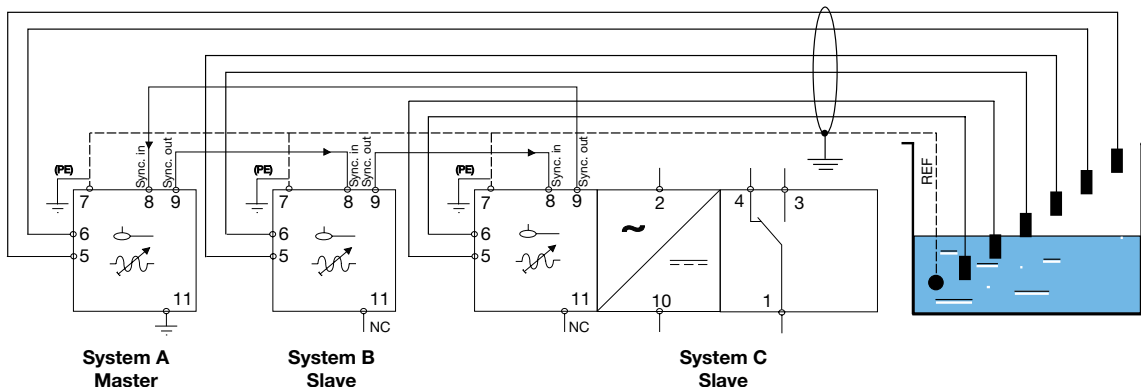 REF
(PE)
Sync. in
Sync. out
(PE)
Sync. in
Sync. out
(PE)
Sync. in
Sync. out
7
8
9
7
8
9
7
8
9
2
4
3
6
5
6
5
6
5
~
11
11
11
10
1
NC
NC
System A
Master
System B
Slave
System C
Slave